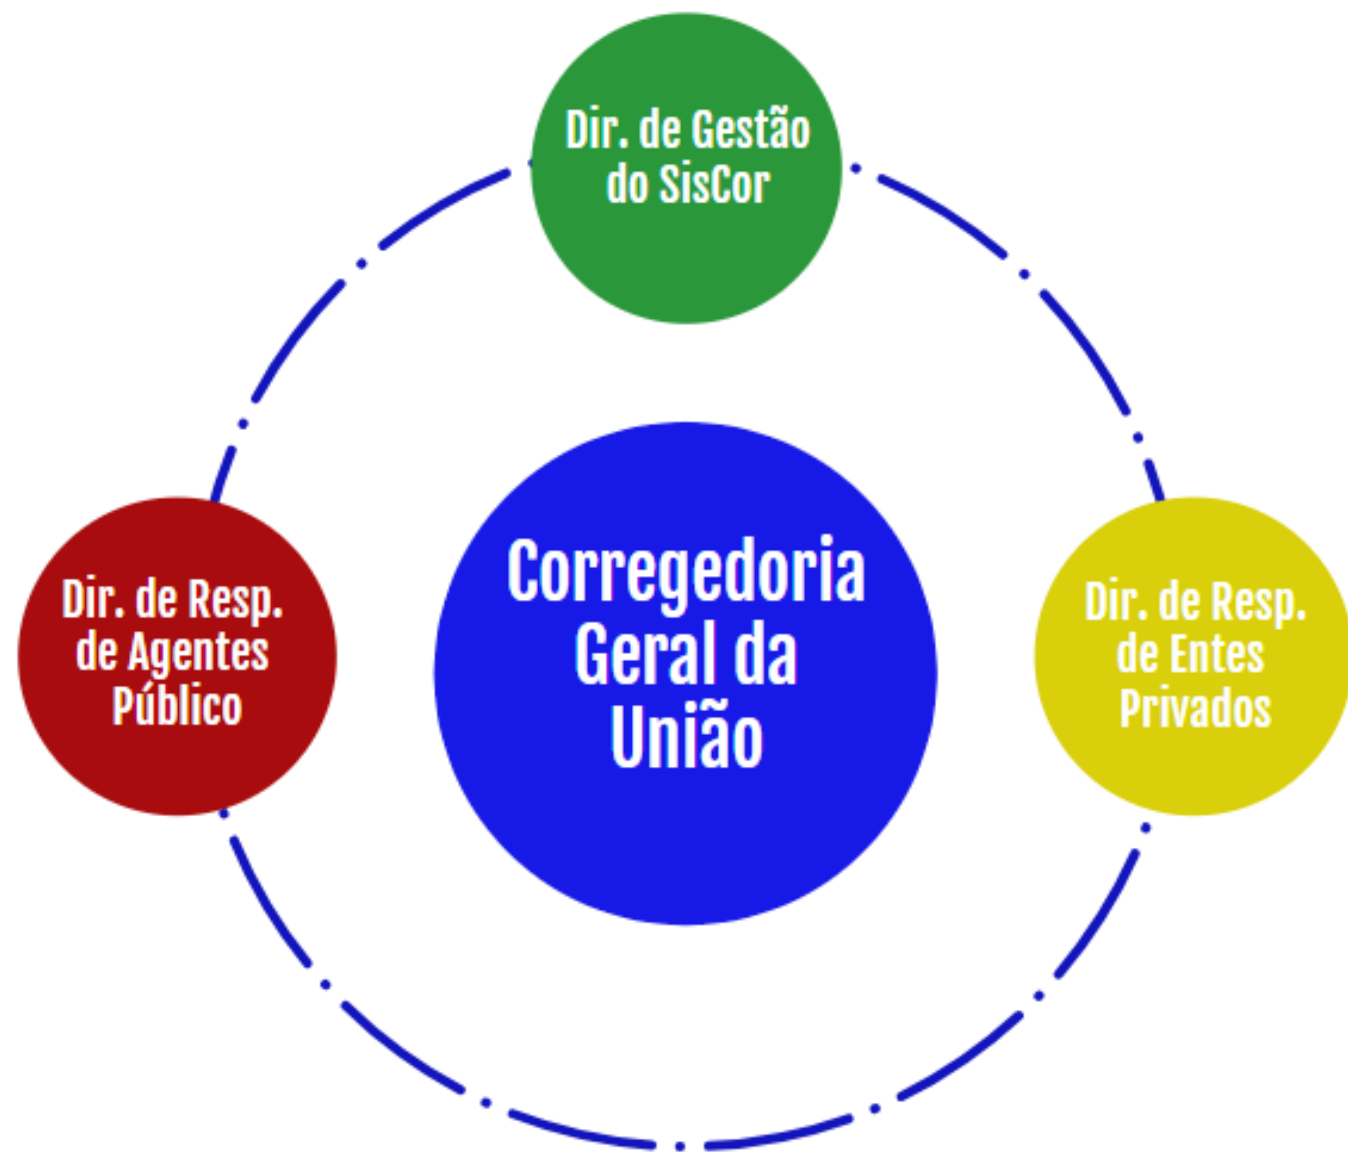 Dir. de Gestão
do SisCor
Corregedoria
Geral da
União
Dir. de Resp.
de Agentes
Público
Dir. de Resp.
de Entes
Privados